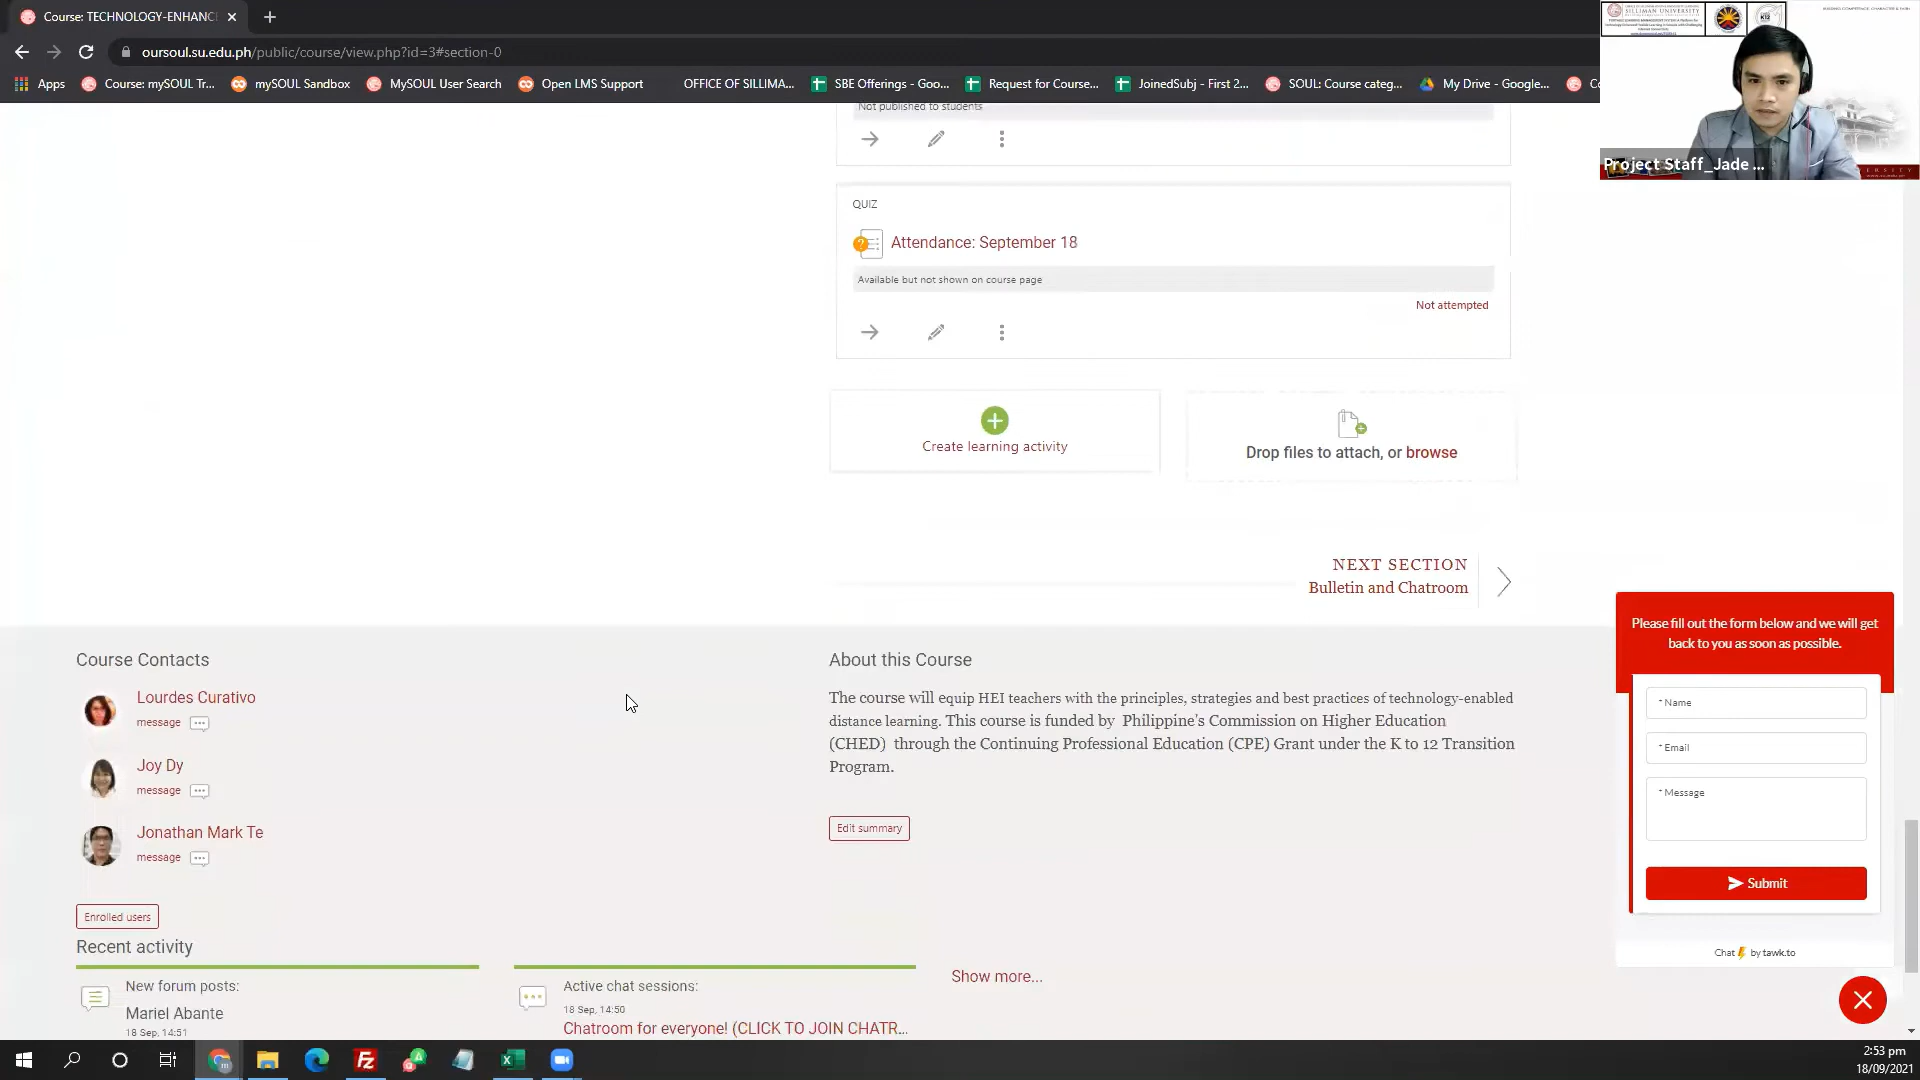 Course: TECHNOLOGY-ENHANC
oursoul.su.edu.ph/public/course/view.php?id=3#section-0
Apps
Course: mySOUL Tr...
mySOUL Sandbox
MySOUL User Search
Open LMS Support
OFFICE OF SILLIMA...
SBE Offerings - Goo...
Request for Course...
JoinedSubj - First 2...
SOUL: Course categ...
My Drive - Google...
SILLIMAN UNIVERSITY
Project Staff_Jade ...
Not published to students
QUIZ
Attendance: September 18
Available but not shown on course page
Not attempted
Create learning activity
Drop files to attach, or browse
NEXT SECTION
Bulletin and Chatroom
Course Contacts
Lourdes Curativo
message
Joy Dy
message
Jonathan Mark Te
message
Enrolled users
About this Course
The course will equip HEI teachers with the principles, strategies and best practices of technology-enabled
distance learning. This course is funded by Philippine's Commission on Higher Education
(CHED) through the Continuing Professional Education (CPE) Grant under the K to 12 Transition
Program.
Edit summary
Recent activity
New forum posts:
Mariel Abante
18 Sep, 14:51
Active chat sessions:
18 Sep, 14:50
Chatroom for everyone! (CLICK TO JOIN CHATR...
Show more...
Please fill out the form below and we will get
back to you as soon as possible.
* Name
* Email
* Message
Submit
Chat by tawk.to
2:53 pm
18/09/2021